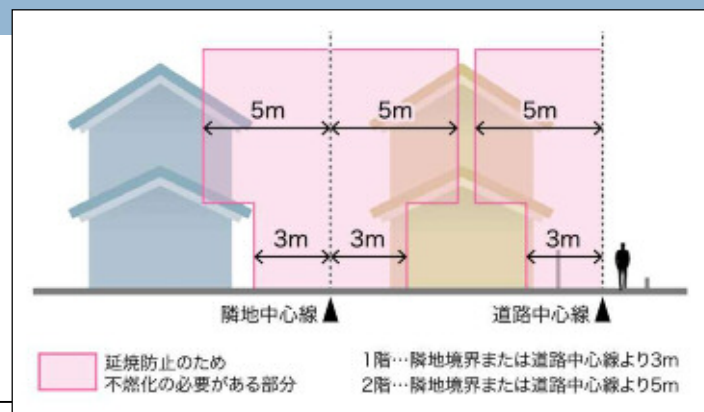 5m
5m
5m
3m
3m
3m
隣地中心線▲
道路中心線▲
延焼防止のため
不燃化の必要がある部分
1階…隣地境界または道路中心線より3m
2階…隣地境界または道路中心線より5m